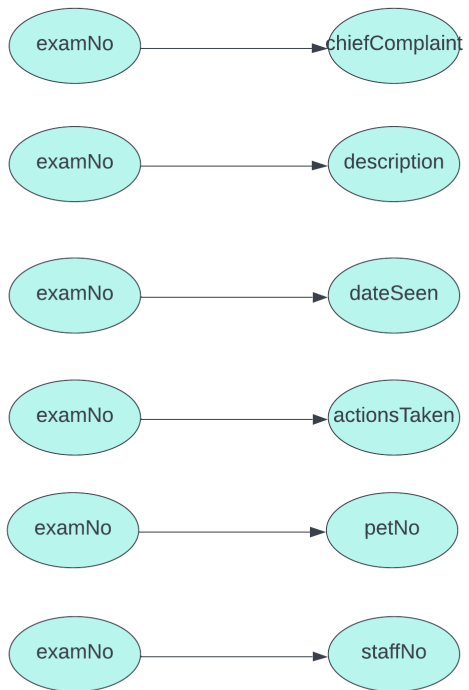 examNo chiefComplaint
examNo description
examNo dateSeen
examNo actionsTaken
examNo petNo
examNo staffNo